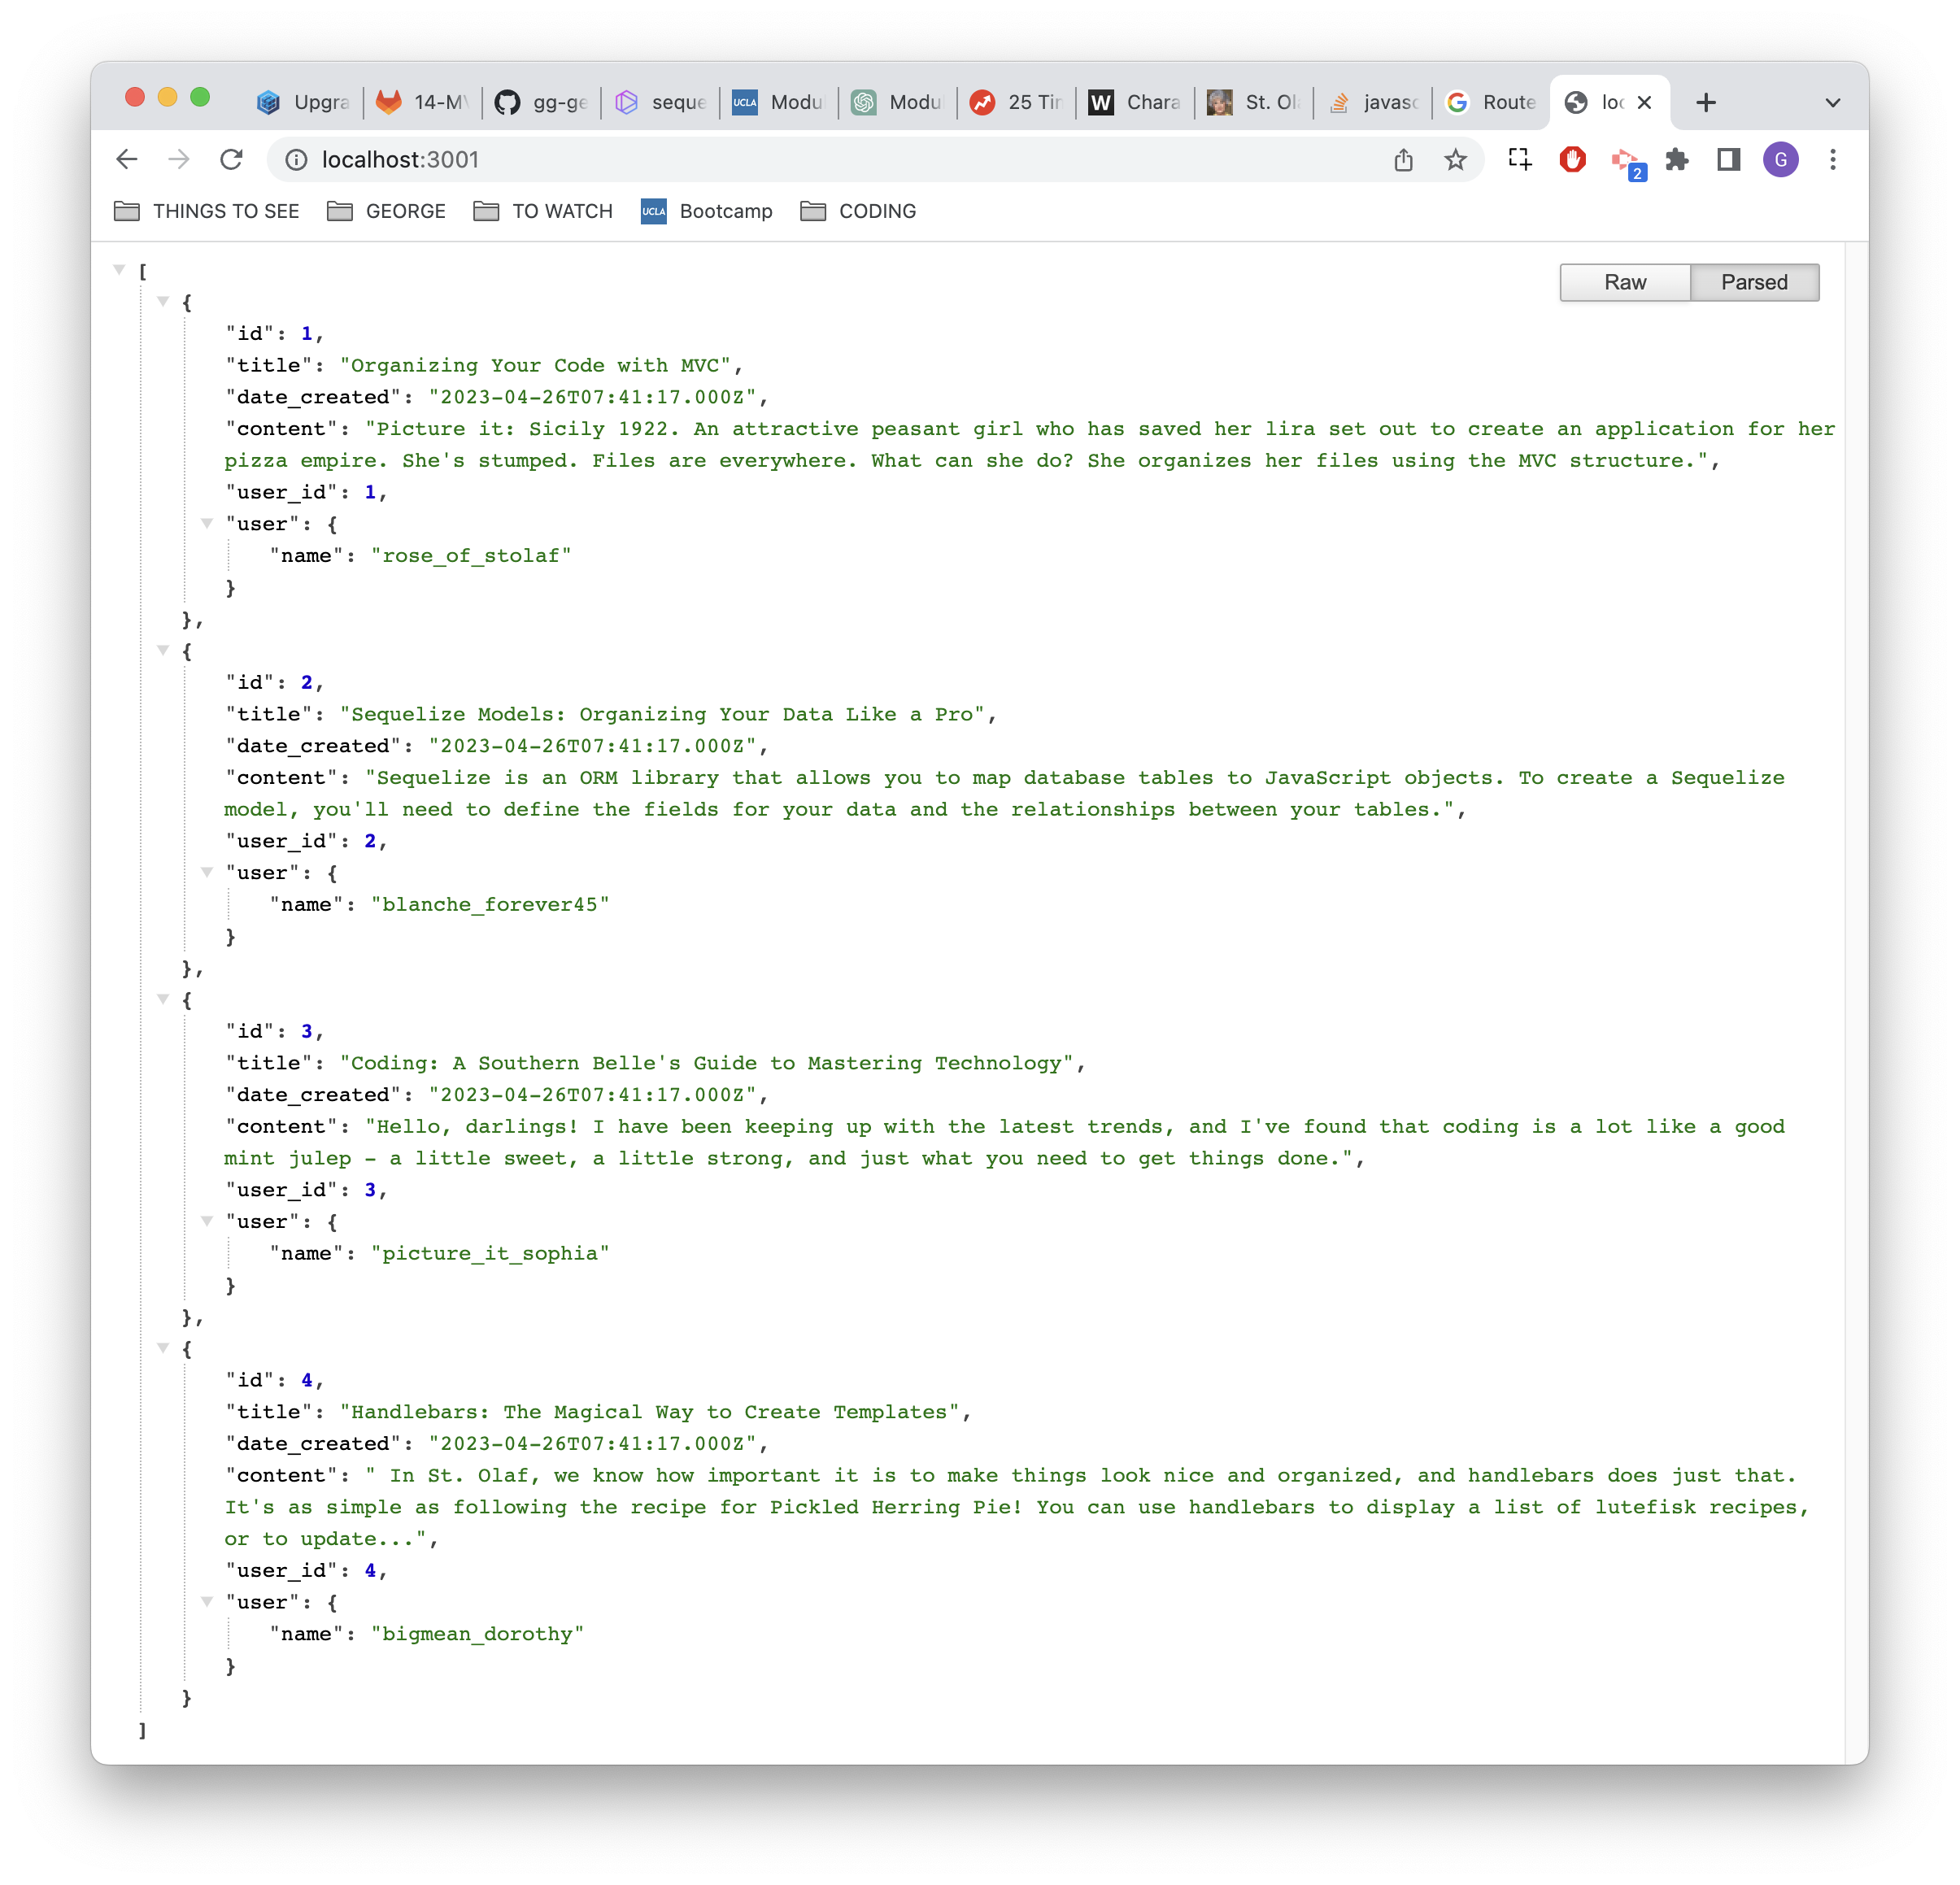 Upgra 14-MV gg-ge seque UCLA Modul Modul 25 Tin W Chara St. Ola javasc Route loc
localhost:3001
2 G
THINGS TO SEE GEORGE TO WATCH UCLA Bootcamp CODING
Raw Parsed
[
{
"id": 1,
"title": "Organizing Your Code with MVC",
"date_created": "2023-04-26T07:41:17.000Z",
"content": "Picture it: Sicily 1922. An attractive peasant girl who has saved her lira set out to create an application for her
pizza empire. She's stumped. Files are everywhere. What can she do? She organizes her files using the MVC structure.",
"user_id": 1,
"user": {
"name": "rose_of_stolaf"
}
},
{
"id": 2,
"title": "Sequelize Models: Organizing Your Data Like a Pro",
"date_created": "2023-04-26T07:41:17.000Z",
"content": "Sequelize is an ORM library that allows you to map database tables to JavaScript objects. To create a Sequelize
model, you'll need to define the fields for your data and the relationships between your tables.",
"user_id": 2,
"user": {
"name": "blanche_forever45"
}
},
{
"id": 3,
"title": "Coding: A Southern Belle's Guide to Mastering Technology",
"date_created": "2023-04-26T07:41:17.000Z",
"content": "Hello, darlings! I have been keeping up with the latest trends, and I've found that coding is a lot like a good
mint julep – a little sweet, a little strong, and just what you need to get things done.",
"user_id": 3,
"user": {
"name": "picture_it_sophia"
}
},
{
"id": 4,
"title": "Handlebars: The Magical Way to Create Templates",
"date_created": "2023-04-26T07:41:17.000Z",
"content": " In St. Olaf, we know how important it is to make things look nice and organized, and handlebars does just that.
It's as simple as following the recipe for Pickled Herring Pie! You can use handlebars to display a list of lutefisk recipes,
or to update...",
"user_id": 4,
"user": {
"name": "bigmean_dorothy"
}
}
]